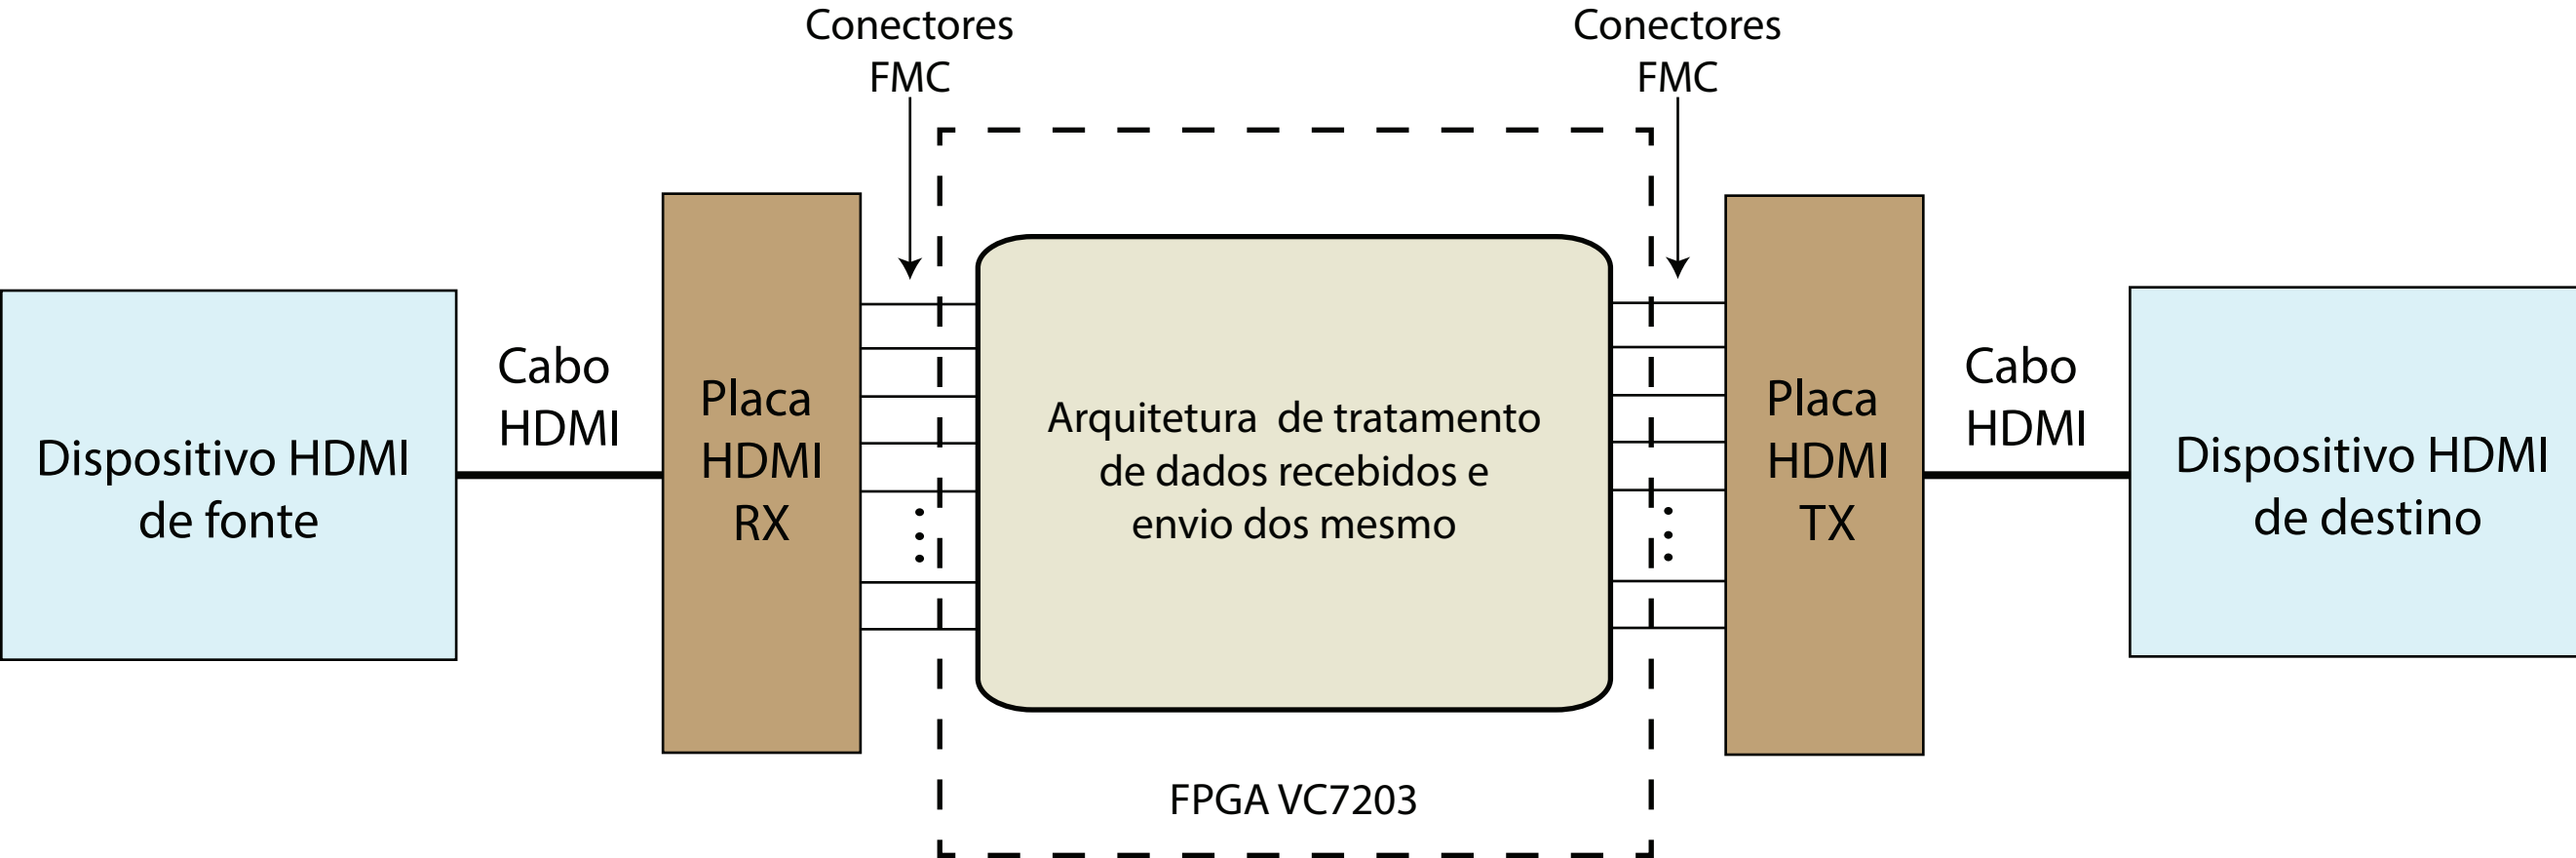 Conectores
FMC
Conectores
FMC
Dispositivo HDMI
de fonte
Cabo
HDMI
Placa
HDMI
RX
Arquitetura de tratamento
de dados recebidos e
envio dos mesmo
Placa
HDMI
TX
Cabo
HDMI
Dispositivo HDMI
de destino
FPGA VC7203